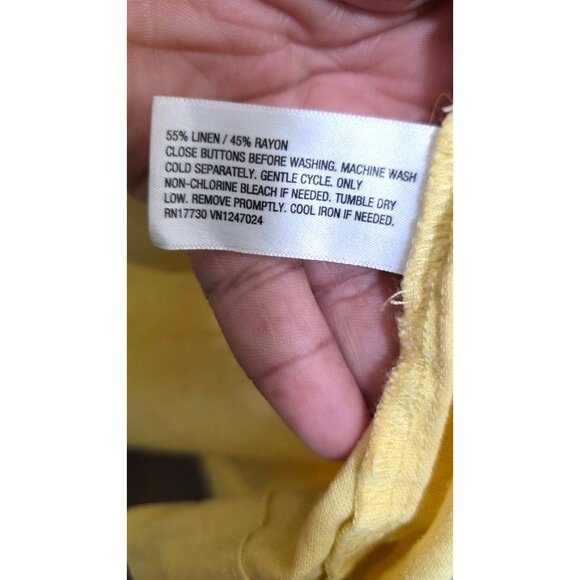 55% LINEN / 45% RAYON
CLOSE BUTTONS BEFORE WASHING. MACHINE WASH
COLD SEPARATELY. GENTLE CYCLE. ONLY
NON-CHLORINE BLEACH IF NEEDED. TUMBLE DRY
LOW. REMOVE PROMPTLY. COOL IRON IF NEEDED.
RN17730 VN1247024